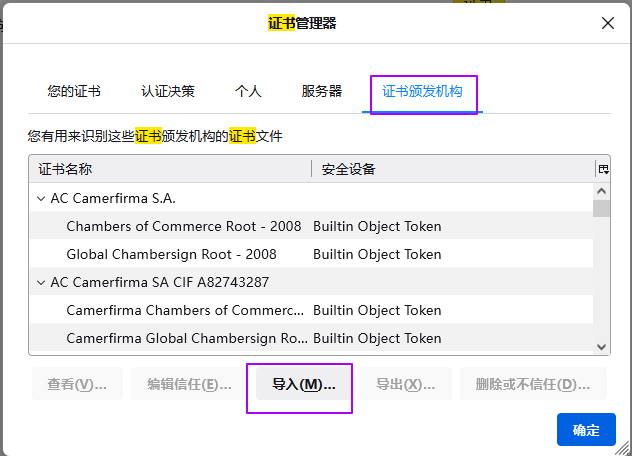 证书管理器
您的证书 认证决策 个人 服务器 证书颁发机构
您有用来识别这些证书颁发机构的证书文件
证书名称 安全设备
AC Camerfirma S.A.
Chambers of Commerce Root - 2008 Builtin Object Token
Global Chambersign Root - 2008 Builtin Object Token
AC Camerfirma SA CIF A82743287
Camerfirma Chambers of Commerc... Builtin Object Token
Camerfirma Global Chambersign Ro... Builtin Object Token
查看(V)... 编辑信任(E)... 导入(M)... 导出(X)... 删除或不信任(D)...
确定